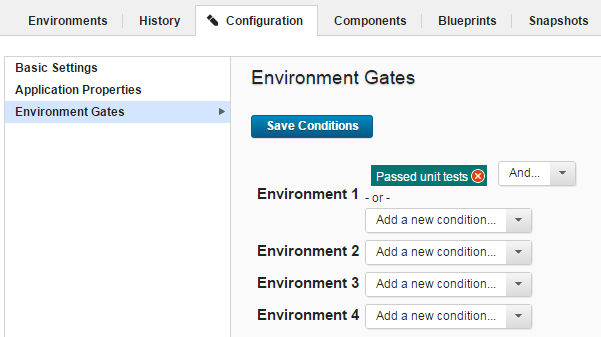 Environments History Configuration Components Blueprints Snapshots
Basic Settings
Application Properties
Environment Gates
Environment Gates
Save Conditions
Environment 1 Passed unit tests And...
- or -
Add a new condition...
Environment 2 Add a new condition...
Environment 3 Add a new condition...
Environment 4 Add a new condition...